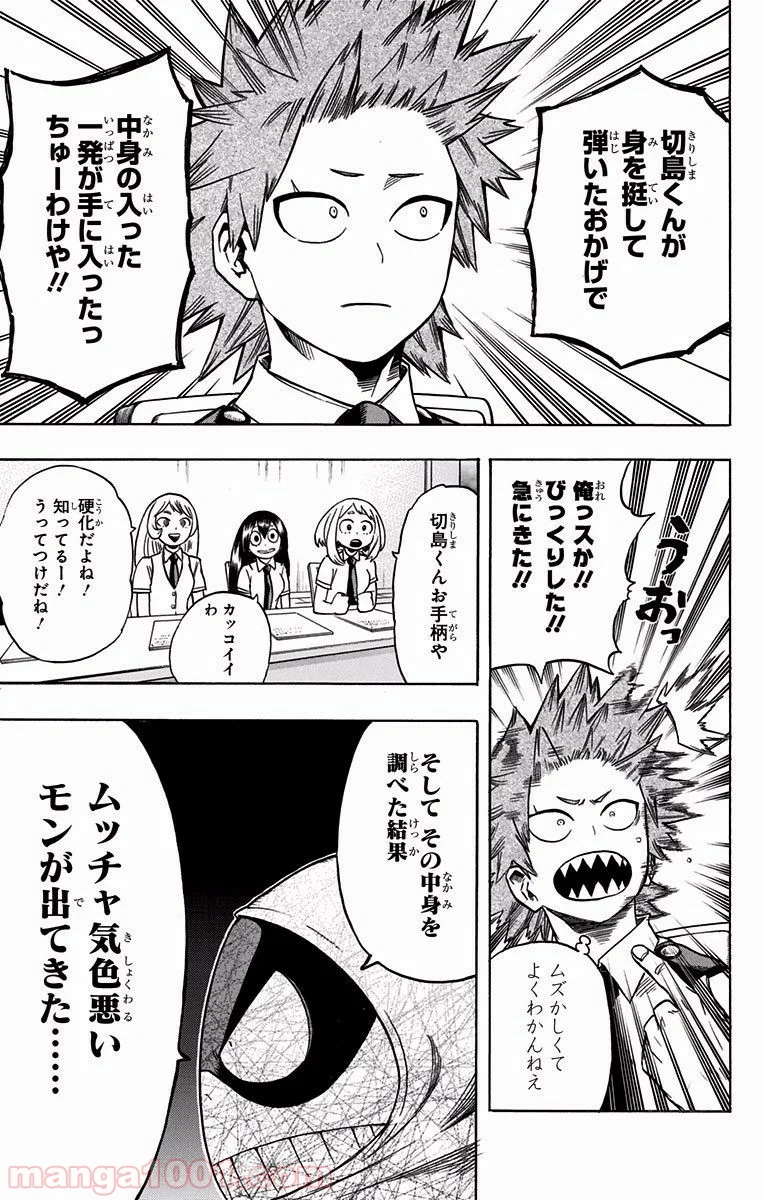 切島くんが
身を挺して
弾いたおかげで
中身の入った
一発が手に入ったっ
ちゅーわけや!!
うおっ
俺っスか!!
びっくりした!!
急にきた!!
ムズかしくて
よくわかんねえ
切島くんお手柄や
カッコイイ
わ
硬化だよね!
知ってるー!
うってつけだね!
そして その中身を
調べた結果
ムッチャ気色悪い
モンが出てきた……